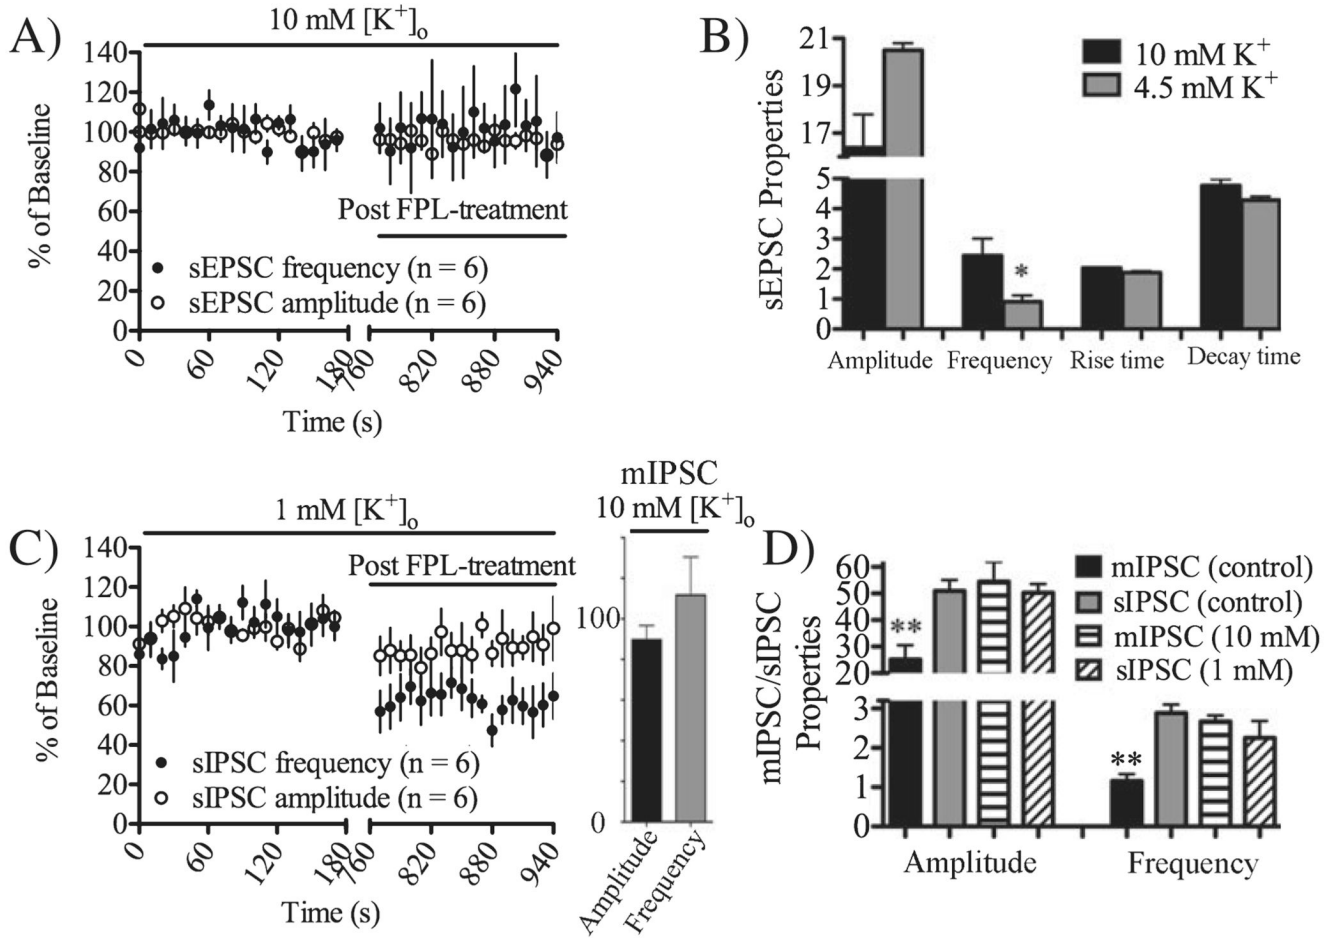 A)
10 mM [K+]o
140
120
100
80
60
40
20
0
% of Baseline
Post FPL-treatment
sEPSC frequency (n = 6)
sEPSC amplitude (n = 6)
0
60
120
180
760
820
880
940
Time (s)
B)
21
19
17
5
4
3
2
1
0
sEPSC Properties
10 mM K+
4.5 mM K+
*
Amplitude
Frequency
Rise time
Decay time
C)
1 mM [K+]o
140
120
100
80
60
40
20
0
% of Baseline
Post FPL-treatment
sIPSC frequency (n = 6)
sIPSC amplitude (n = 6)
0
60
120
180
760
820
880
940
Time (s)
mIPSC
10 mM [K+]o
100
0
Amplitude
Frequency
D)
60
50
40
30
20
3
2
1
0
mIPSC/sIPSC
Properties
mIPSC (control)
sIPSC (control)
mIPSC (10 mM)
sIPSC (1 mM)
**
**
Amplitude
Frequency